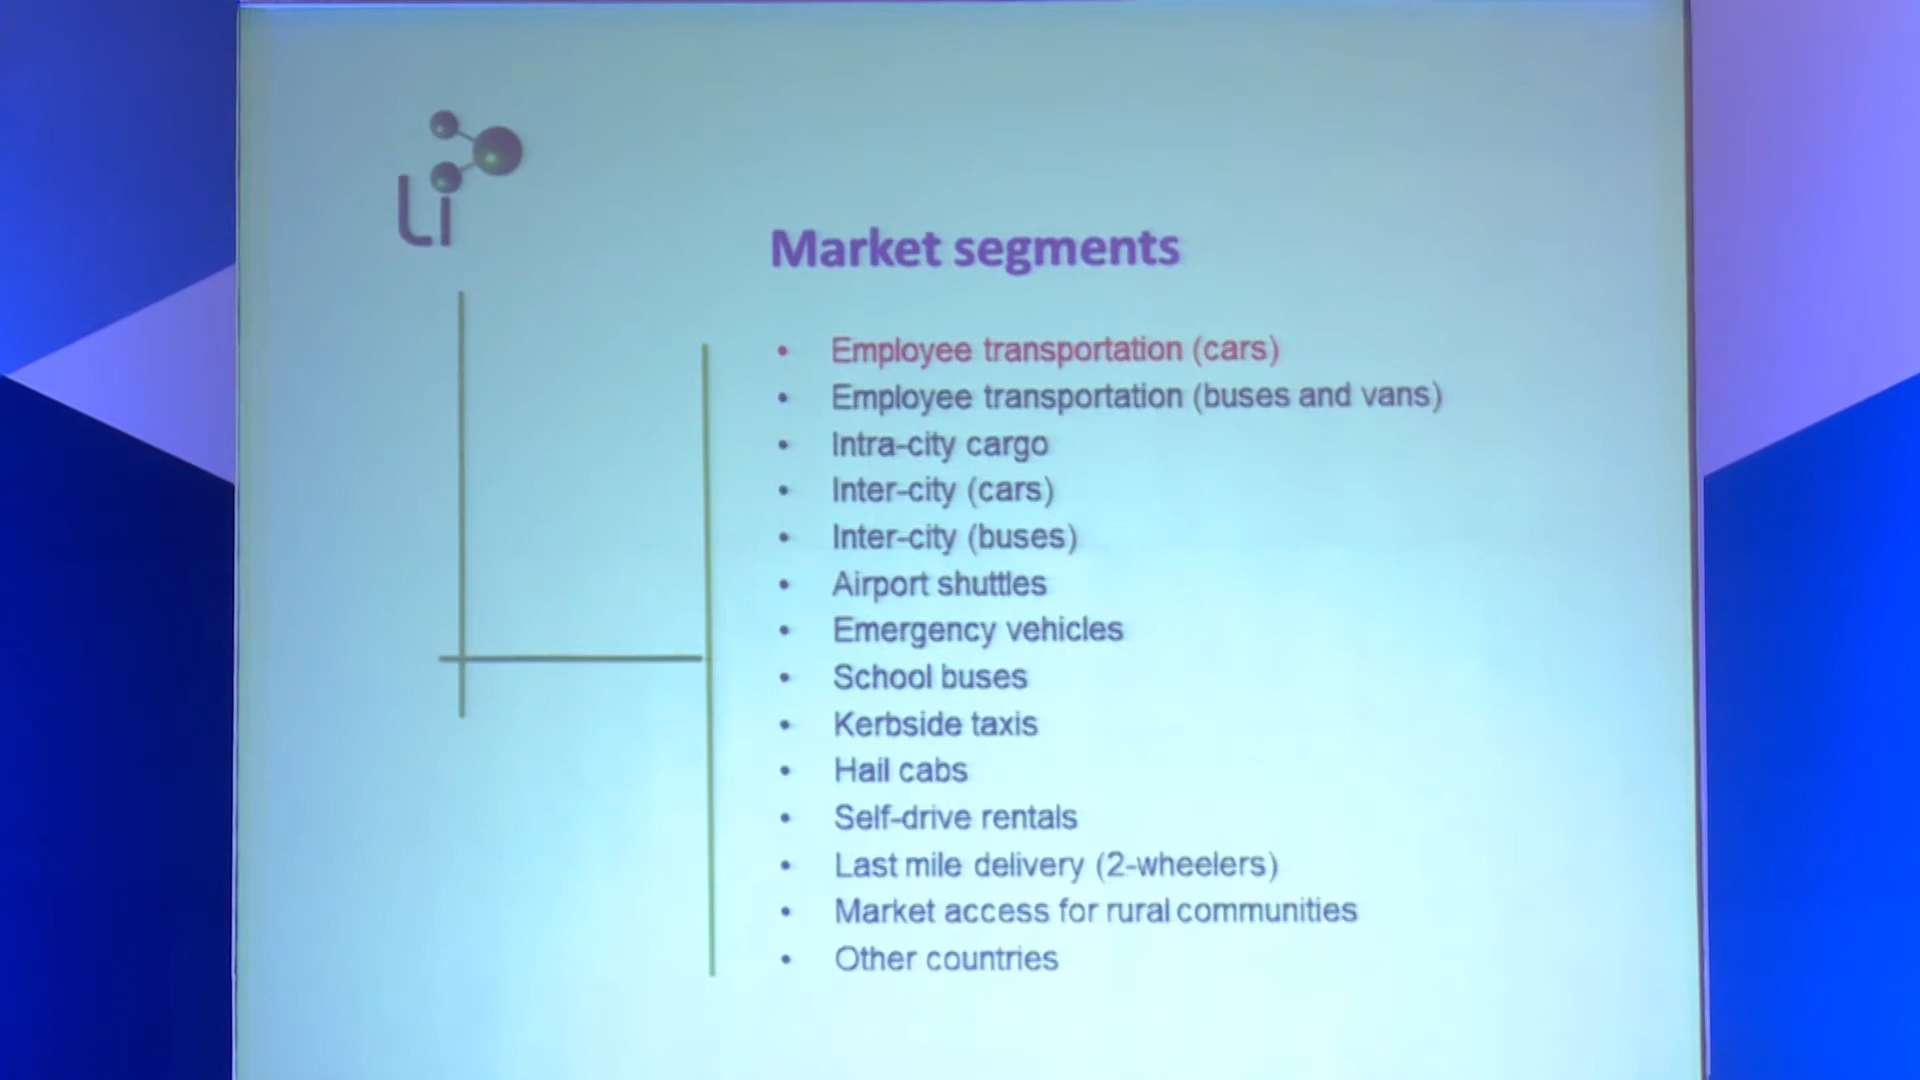 Li
Market segments
• Employee transportation (cars)
• Employee transportation (buses and vans)
• Intra-city cargo
• Inter-city (cars)
• Inter-city (buses)
• Airport shuttles
• Emergency vehicles
• School buses
• Kerbside taxis
• Hail cabs
• Self-drive rentals
• Last mile delivery (2-wheelers)
• Market access for rural communities
• Other countries